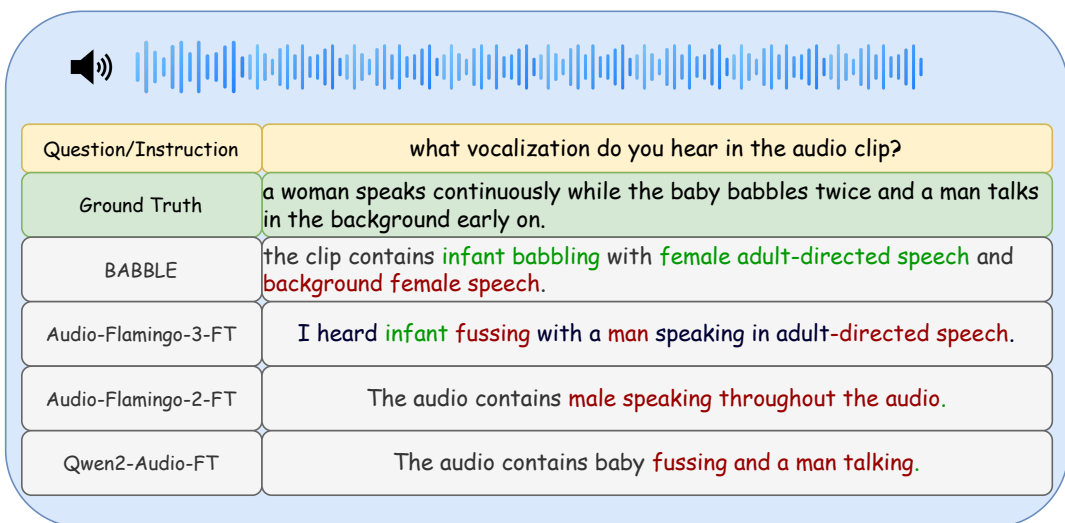 Question/Instruction
what vocalization do you hear in the audio clip?
Ground Truth
a woman speaks continuously while the baby babbles twice and a man talks
in the background early on.
BABBLE
the clip contains infant babbling with female adult-directed speech and
background female speech.
Audio-Flamingo-3-FT
I heard infant fussing with a man speaking in adult-directed speech.
Audio-Flamingo-2-FT
The audio contains male speaking throughout the audio.
Qwen2-Audio-FT
The audio contains baby fussing and a man talking.